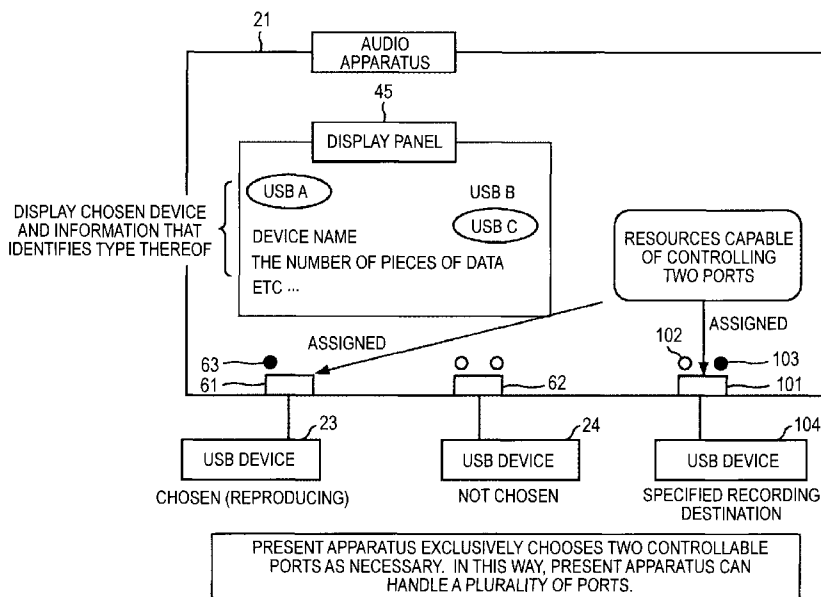 21
AUDIO
APPARATUS
45
DISPLAY PANEL
USB A
USB B
USB C
DISPLAY CHOSEN DEVICE
AND INFORMATION THAT
IDENTIFIES TYPE THEREOF
DEVICE NAME
THE NUMBER OF PIECES OF DATA
ETC ...
RESOURCES CAPABLE
OF CONTROLLING
TWO PORTS
ASSIGNED
ASSIGNED
63
102
103
61
62
101
23
24
104
USB DEVICE
USB DEVICE
USB DEVICE
CHOSEN (REPRODUCING)
NOT CHOSEN
SPECIFIED RECORDING
DESTINATION
PRESENT APPARATUS EXCLUSIVELY CHOOSES TWO CONTROLLABLE
PORTS AS NECESSARY. IN THIS WAY, PRESENT APPARATUS CAN
HANDLE A PLURALITY OF PORTS.